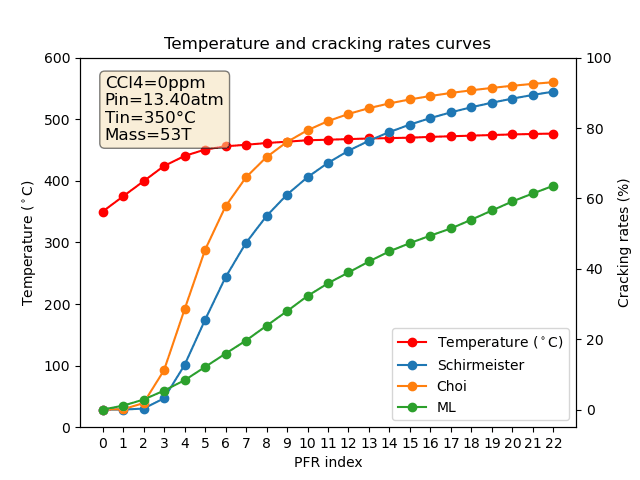 Temperature and cracking rates curves
CCl4=0ppm
Pin=13.40atm
Tin=350°C
Mass=53T
600
500
400
300
200
100
0
Temperature (°C)
100
80
60
40
20
0
Cracking rates (%)
Temperature (°C)
Schirmeister
Choi
ML
0 1 2 3 4 5 6 7 8 9 10 11 12 13 14 15 16 17 18 19 20 21 22
PFR index